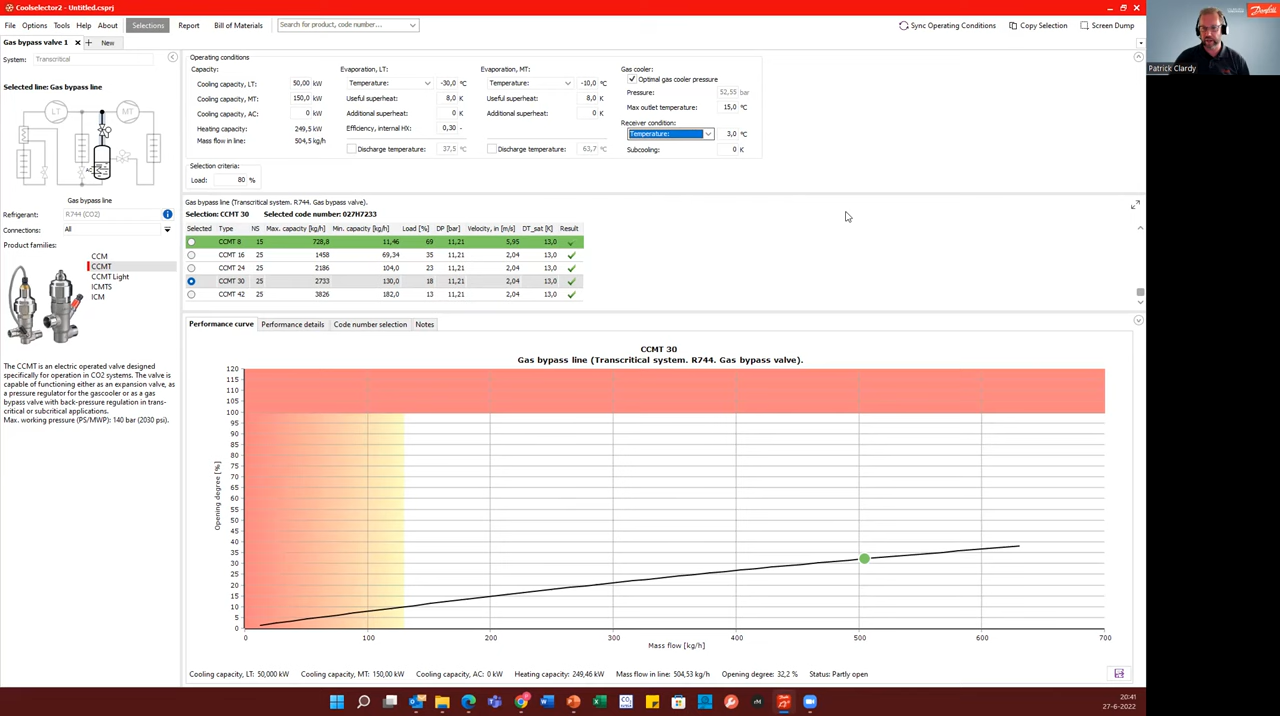 Coolselector2 - Untitled.csprj
File Options Tools Help About Selections Report Bill of Materials Search for product, code number... Sync Operating Conditions Copy Selection Screen Dump
Danfoss
Patrick Clardy
Gas bypass valve 1 New
System: Transcritical
Selected line: Gas bypass line
LT MT
AC
Gas bypass line
Refrigerant: R744 (CO2)
Connections: All
Product families:
CCM
CCMT
CCMT Light
ICMTS
ICM
The CCMT is an electric operated valve designed
specifically for operation in CO2 systems. The valve is
capable of functioning either as an expansion valve, as
a pressure regulator for the gascooler or as a gas
bypass valve with back-pressure regulation in trans-
critical or subcritical applications.
Max. working pressure (PS/MWP): 140 bar (2030 psi).
Operating conditions
Capacity: Evaporation, LT: Evaporation, MT: Gas cooler:
Cooling capacity, LT: 50,00 kW Temperature: -30,0 °C Temperature: -10,0 °C Optimal gas cooler pressure
Pressure: 52,55 bar
Cooling capacity, MT: 150,0 kW Useful superheat: 8,0 K Useful superheat: 8,0 K
Max outlet temperature: 15,0 °C
Cooling capacity, AC: 0 kW Additional superheat: 0 K Additional superheat: 0 K
Receiver condition:
Heating capacity: 249,5 kW Efficiency, internal HX: 0,30 -
Temperature: 3,0 °C
Mass flow in line: 504,5 kg/h
Discharge temperature: 37,5 °C Discharge temperature: 63,7 °C Subcooling: 0 K
Selection criteria:
Load: 80 %
Gas bypass line (Transcritical system. R744. Gas bypass valve).
Selection: CCMT 30 Selected code number: 027H7233
Selected Type NS Max. capacity [kg/h] Min. capacity [kg/h] Load [%] DP [bar] Velocity, in [m/s] DT_sat [K] Result
CCMT 8 15 728,8 11,46 69 11,21 5,95 13,0
CCMT 16 25 1458 69,34 35 11,21 2,04 13,0
CCMT 24 25 2186 104,0 23 11,21 2,04 13,0
CCMT 30 25 2733 130,0 18 11,21 2,04 13,0
CCMT 42 25 3826 182,0 13 11,21 2,04 13,0
Performance curve Performance details Code number selection Notes
CCMT 30
Gas bypass line (Transcritical system. R744. Gas bypass valve).
Opening degree [%]
120
115
110
105
100
95
90
85
80
75
70
65
60
55
50
45
40
35
30
25
20
15
10
5
0
0 100 200 300 400 500 600 700
Mass flow [kg/h]
Cooling capacity, LT: 50,000 kW Cooling capacity, MT: 150,00 kW Cooling capacity, AC: 0 kW Heating capacity: 249,46 kW Mass flow in line: 504,53 kg/h Opening degree: 32,2 % Status: Partly open
20:41
27-6-2022